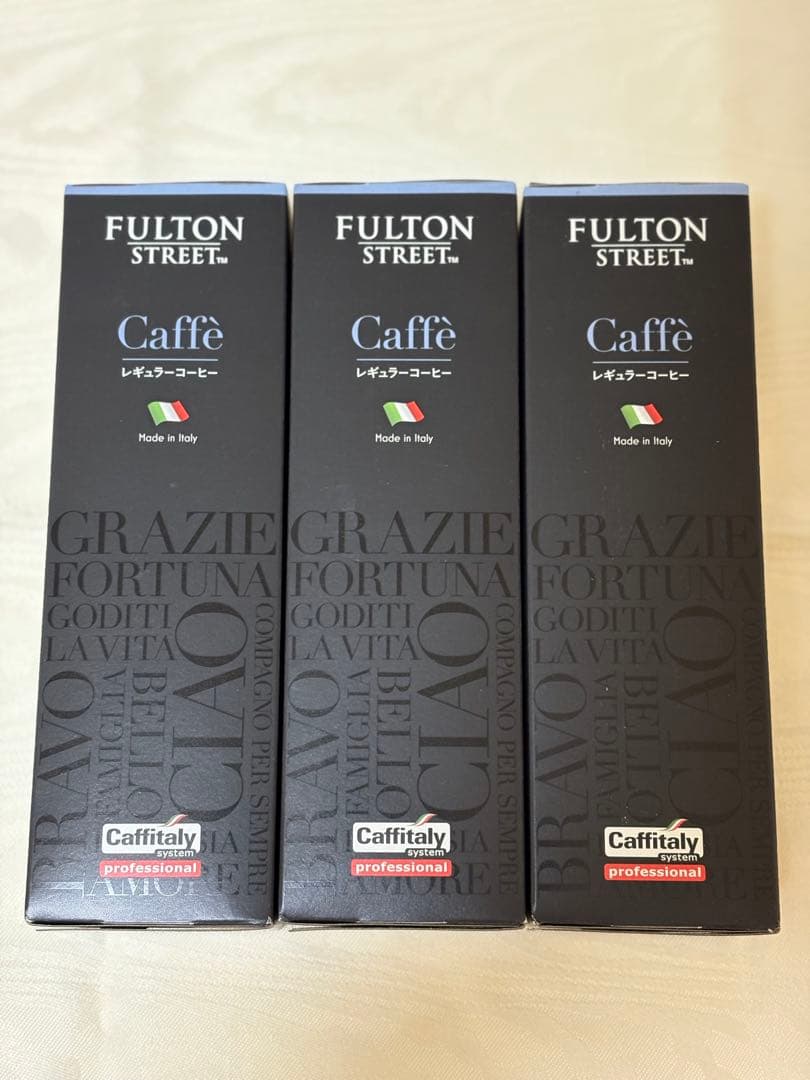 FULTON
STREET™
Caffè
レギュラーコーヒー
Made in Italy
GRAZIE
FORTUNA
GODITI
LA VITA
CIAO
COMPAGNO PER SEMPRE
BRAVO
FAMIGLIA
BELLO
Caffitaly
system
professional
AMORE
FULTON
STREET™
Caffè
レギュラーコーヒー
Made in Italy
GRAZIE
FORTUNA
GODITI
LA VITA
CIAO
COMPAGNO PER SEMPRE
BRAVO
FAMIGLIA
BELLO
Caffitaly
system
professional
AMORE
FULTON
STREET™
Caffè
レギュラーコーヒー
Made in Italy
GRAZIE
FORTUNA
GODITI
LA VITA
CIAO
COMPAGNO PER
BRAVO
FAMIGLIA
BELLO
Caffitaly
system
professional